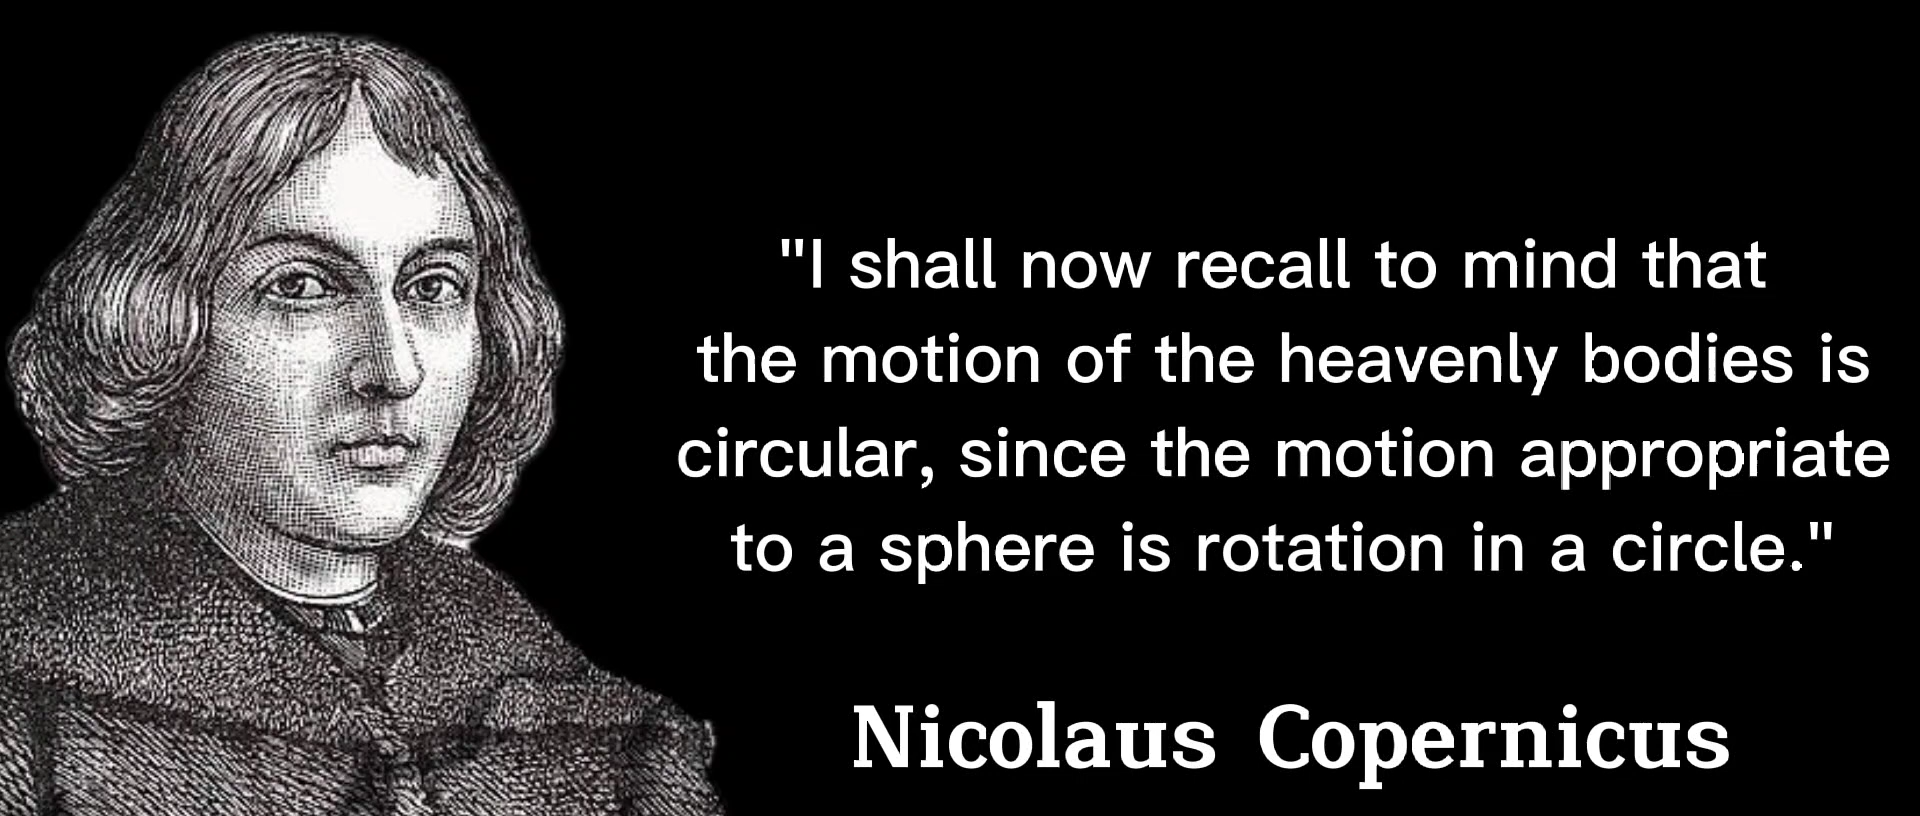 "I shall now recall to mind that
the motion of the heavenly bodies is
circular, since the motion appropriate
to a sphere is rotation in a circle."
Nicolaus Copernicus